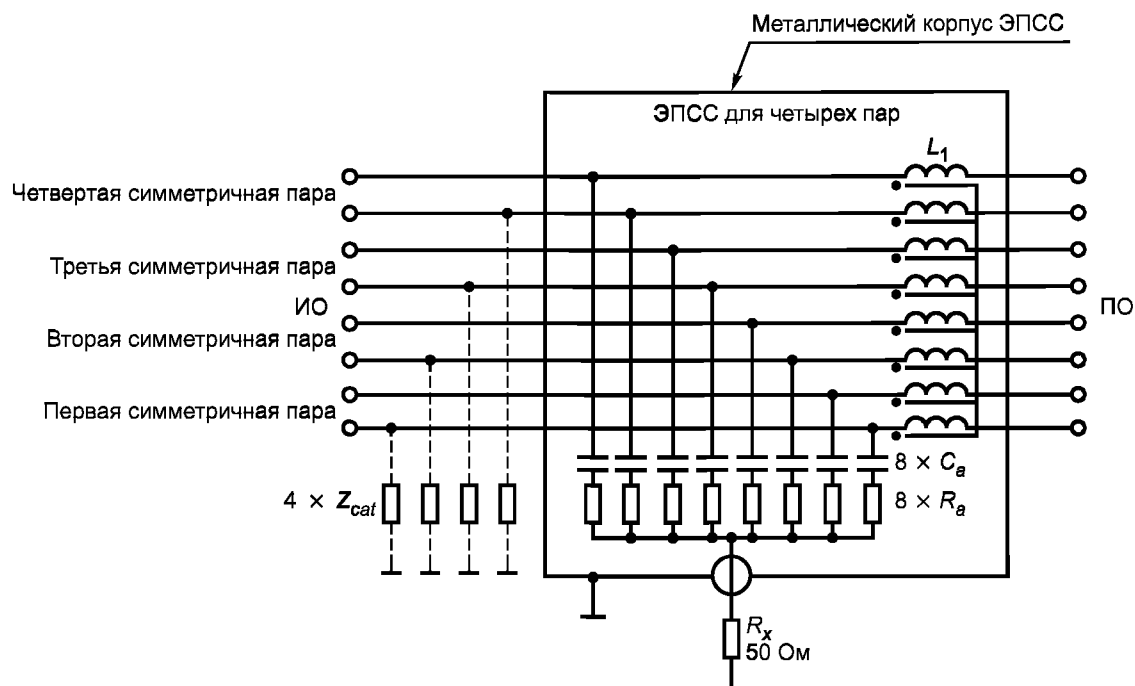 Металлический корпус ЭПСС
ЭПСС для четырех пар
L1
Четвертая симметричная пара
Третья симметричная пара
ИО
ПО
Вторая симметричная пара
Первая симметричная пара
8 × Ca
4 × Zcat
8 × Ra
Rx
50 Ом